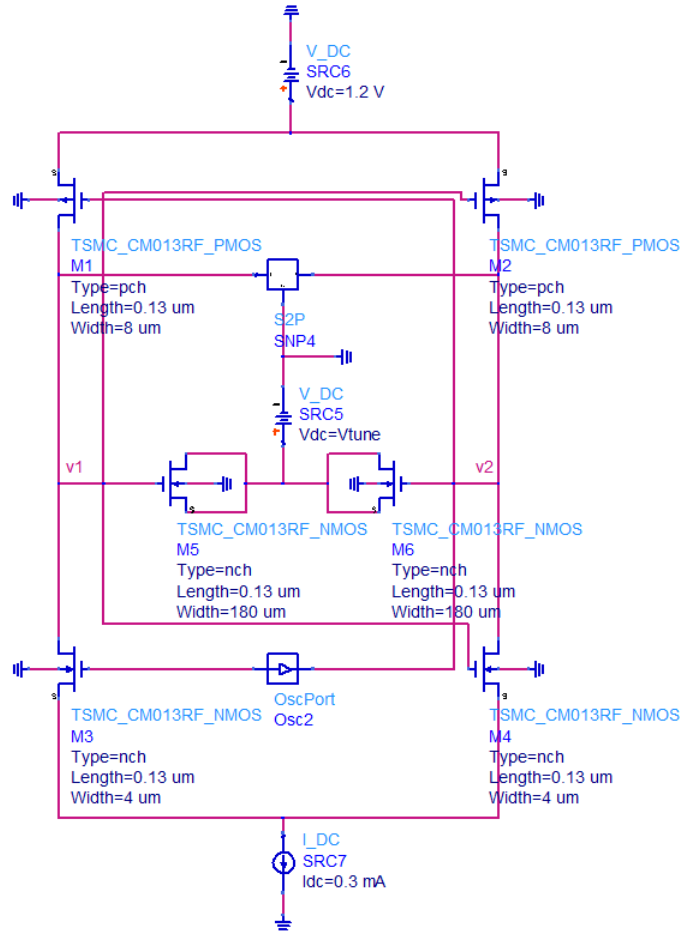 V_DC
SRC6
Vdc=1.2 V
s
s
TSMC_CM013RF_PMOS
M1
Type=pch
Length=0.13 um
Width=8 um
TSMC_CM013RF_PMOS
M2
Type=pch
Length=0.13 um
Width=8 um
S2P
SNP4
V_DC
SRC5
Vdc=Vtune
v1
v2
s
s
TSMC_CM013RF_NMOS
M5
Type=nch
Length=0.13 um
Width=180 um
TSMC_CM013RF_NMOS
M6
Type=nch
Length=0.13 um
Width=180 um
s
s
TSMC_CM013RF_NMOS
M3
Type=nch
Length=0.13 um
Width=4 um
OscPort
Osc2
TSMC_CM013RF_NMOS
M4
Type=nch
Length=0.13 um
Width=4 um
I_DC
SRC7
Idc=0.3 mA